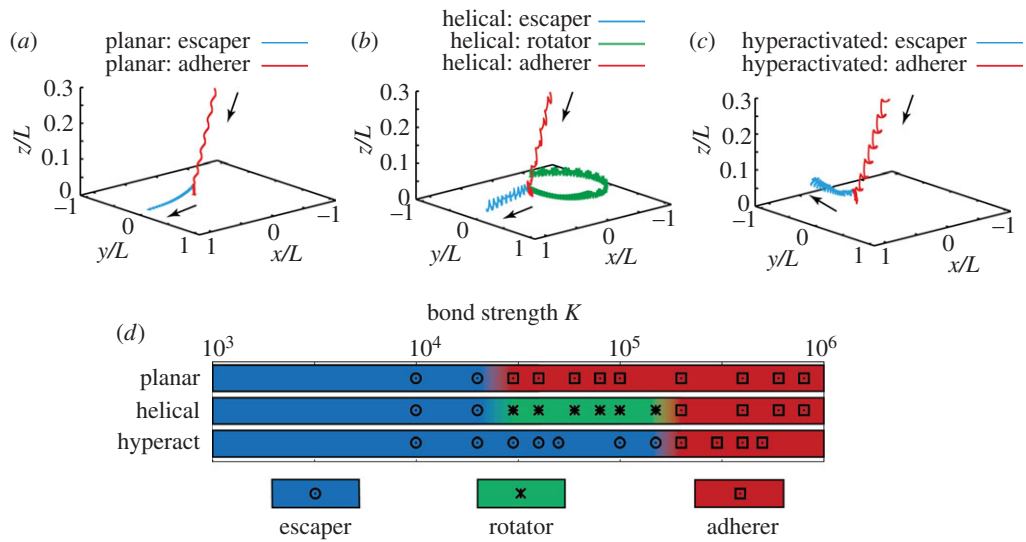 (a)
planar: escaper
planar: adherer
0.3
0.2
0.1
0
z/L
−1
0
1
y/L
1
0
−1
x/L
(b)
helical: escaper
helical: rotator
helical: adherer
0.3
0.2
0.1
0
z/L
−1
0
1
y/L
1
0
−1
x/L
(c)
hyperactivated: escaper
hyperactivated: adherer
0.3
0.2
0.1
0
z/L
−1
0
1
y/L
1
0
−1
x/L
(d)
bond strength K
10³ 10⁴ 10⁵ 10⁶
planar
helical
hyperact
escaper rotator adherer